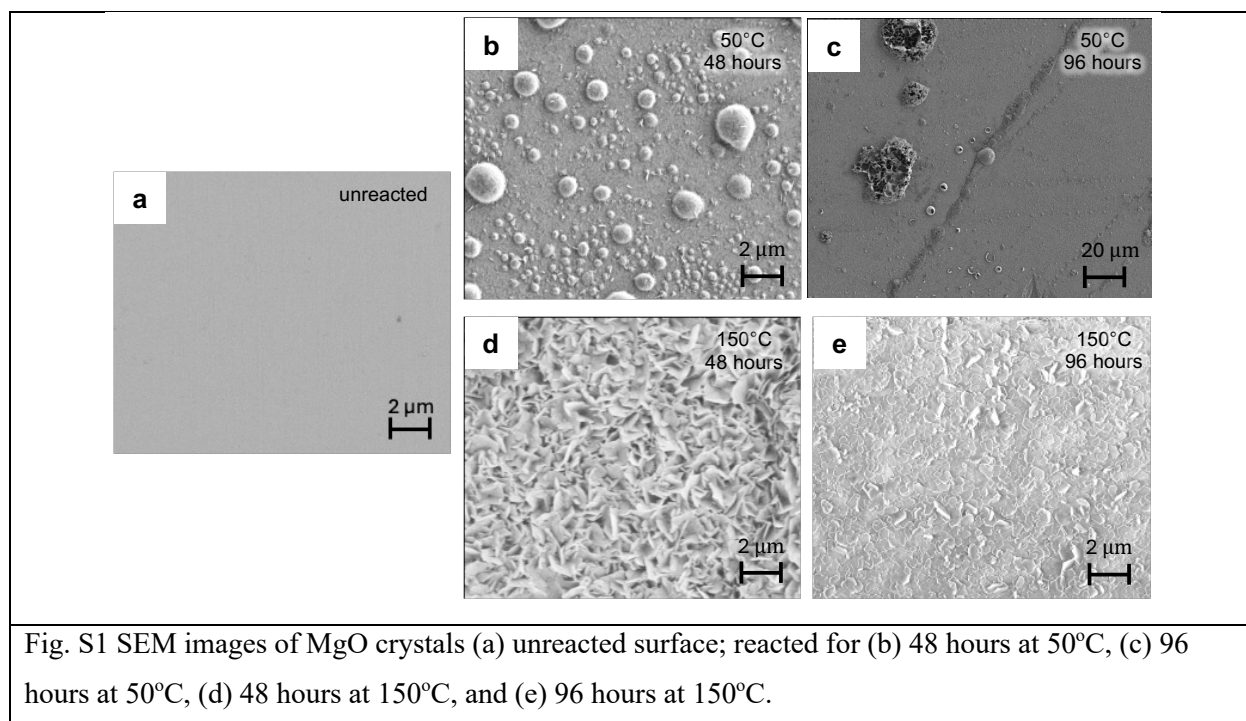 a
unreacted
2 μm
b
50°C
48 hours
2 μm
c
50°C
96 hours
20 μm
d
150°C
48 hours
2 μm
e
150°C
96 hours
2 μm
Fig. S1 SEM images of MgO crystals (a) unreacted surface; reacted for (b) 48 hours at 50ºC, (c) 96
hours at 50ºC, (d) 48 hours at 150ºC, and (e) 96 hours at 150ºC.